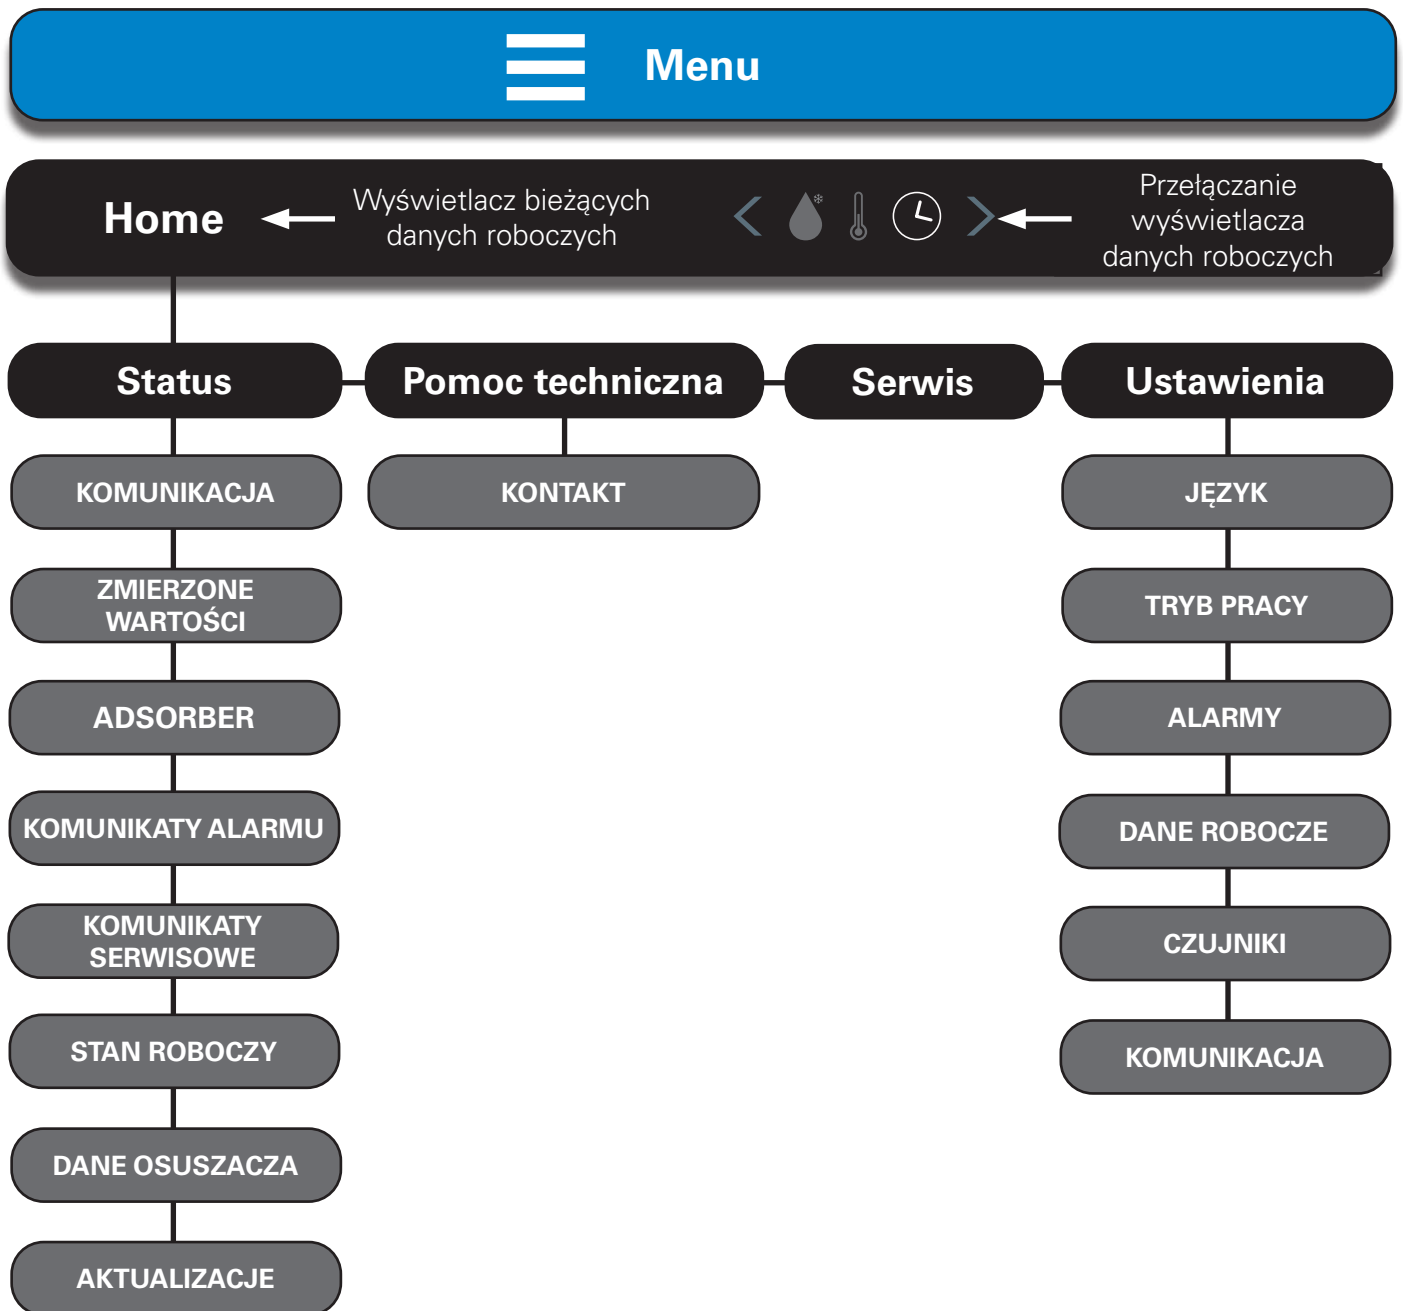 Menu
Home
Wyświetlacz bieżących
danych roboczych
Przełączanie
wyświetlacza
danych roboczych
Status
Pomoc techniczna
Serwis
Ustawienia
KOMUNIKACJA
ZMIERZONE
WARTOŚCI
ADSORBER
KOMUNIKATY ALARMU
KOMUNIKATY
SERWISOWE
STAN ROBOCZY
DANE OSUSZACZA
AKTUALIZACJE
KONTAKT
JĘZYK
TRYB PRACY
ALARMY
DANE ROBOCZE
CZUJNIKI
KOMUNIKACJA